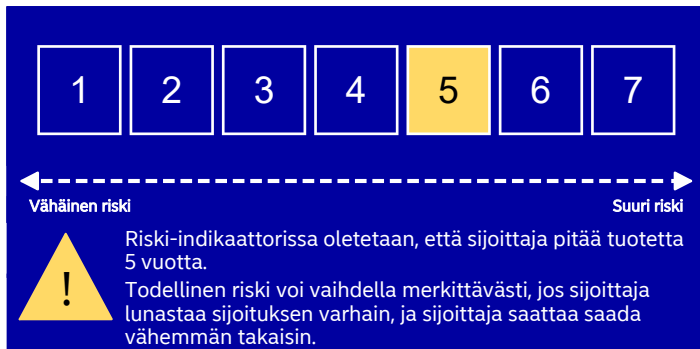 1 2 3 4 5 6 7
Vähäinen riski Suuri riski
!
Riski-indikaattorissa oletetaan, että sijoittaja pitää tuotetta
5 vuotta.
Todellinen riski voi vaihdella merkittävästi, jos sijoittaja
lunastaa sijoituksen varhain, ja sijoittaja saattaa saada
vähemmän takaisin.